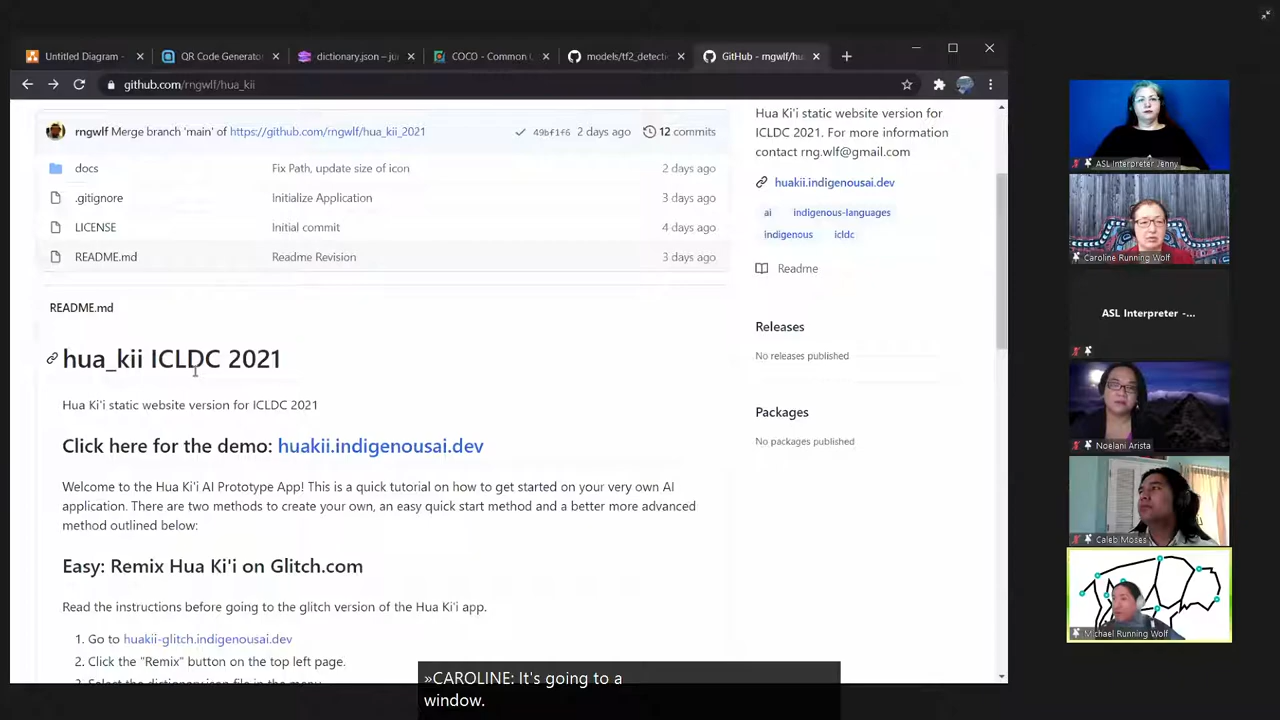 Untitled Diagram -
QR Code Generator
dictionary.json – ju
COCO - Common O
models/tf2_detecti
GitHub - rngwlf/hu
github.com/rngwlf/hua_kii
rngwlf Merge branch 'main' of https://github.com/rngwlf/hua_kii_2021
49bf1f6 2 days ago
12 commits
docs Fix Path, update size of icon 2 days ago
.gitignore Initialize Application 3 days ago
LICENSE Initial commit 4 days ago
README.md Readme Revision 3 days ago
README.md
hua_kii ICLDC 2021
Hua Ki'i static website version for ICLDC 2021
Click here for the demo: huakii.indigenousai.dev
Welcome to the Hua Ki'i AI Prototype App! This is a quick tutorial on how to get started on your very own AI
application. There are two methods to create your own, an easy quick start method and a better more advanced
method outlined below:
Easy: Remix Hua Ki'i on Glitch.com
Read the instructions before going to the glitch version of the Hua Ki'i app.
1. Go to huakii-glitch.indigenousai.dev
2. Click the "Remix" button on the top left page.
3. Select the dictionary.json file in the menu
Hua Ki'i static website version for
ICLDC 2021. For more information
contact rng.wlf@gmail.com
huakii.indigenousai.dev
ai indigenous-languages
indigenous icldc
Readme
Releases
No releases published
Packages
No packages published
ASL Interpreter Jenny
Caroline Running Wolf
ASL Interpreter -...
Noelani Arista
Caleb Moses
Michael Running Wolf
»CAROLINE: It's going to a
window.